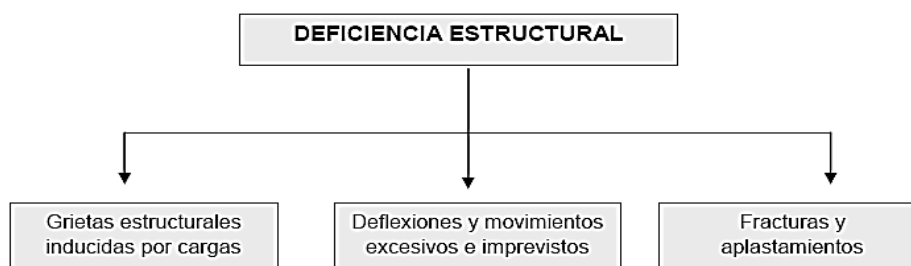 DEFICIENCIA ESTRUCTURAL
Grietas estructurales
inducidas por cargas
Deflexiones y movimientos
excesivos e imprevistos
Fracturas y
aplastamientos